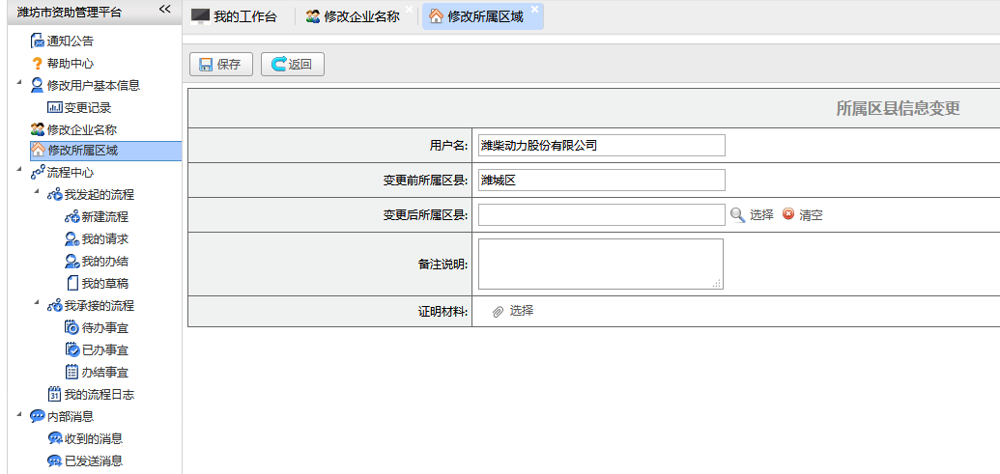 潍坊市资助管理平台 <<
通知公告
帮助中心
修改用户基本信息
变更记录
修改企业名称
修改所属区域
流程中心
我发起的流程
新建流程
我的请求
我的办结
我的草稿
我承接的流程
待办事宜
已办事宜
办结事宜
31 我的流程日志
内部消息
收到的消息
已发送消息
我的工作台 修改企业名称 修改所属区域
保存 返回
所属区县信息变更
用户名: 潍柴动力股份有限公司
变更前所属区县: 潍城区
变更后所属区县: 选择 清空
备注说明:
证明材料: 选择